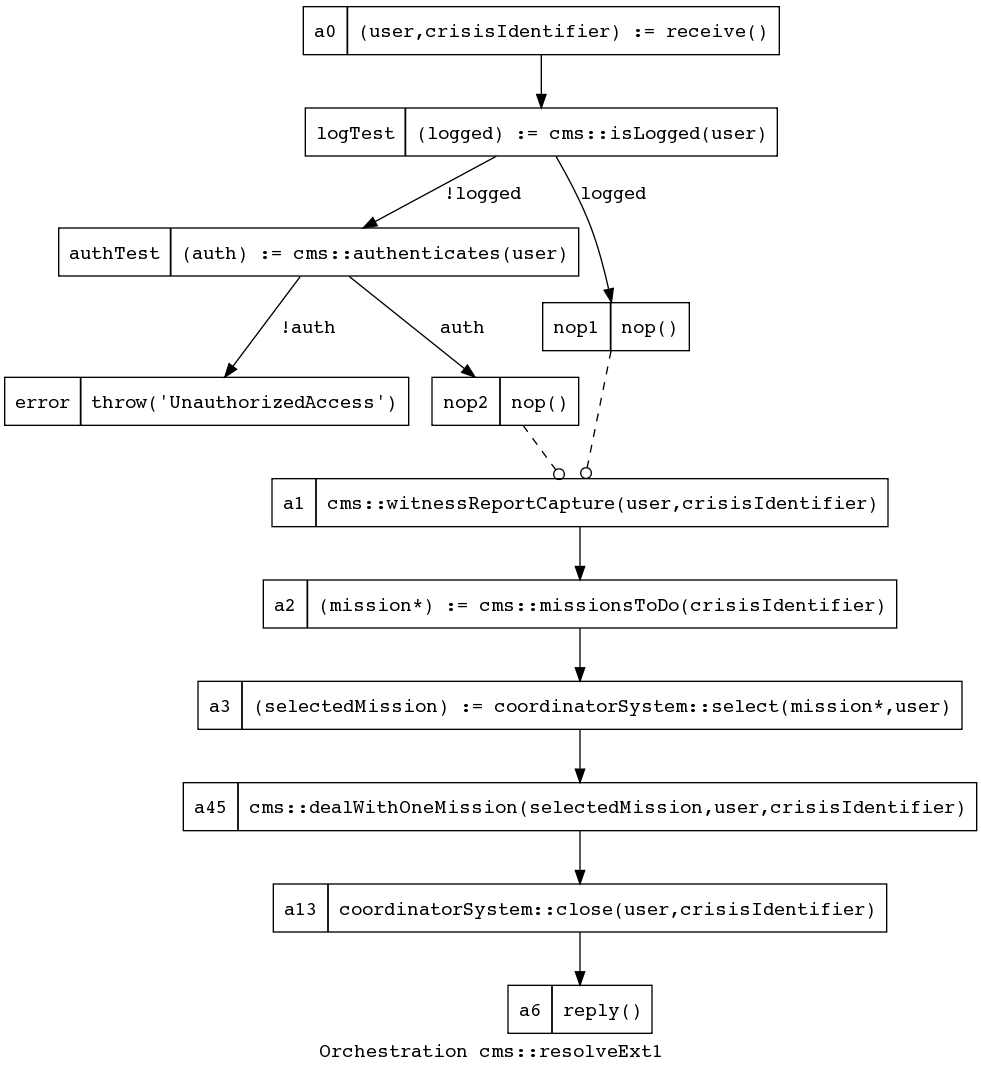 a0 (user,crisisIdentifier) := receive()
logTest (logged) := cms::isLogged(user)
!logged logged
authTest (auth) := cms::authenticates(user)
nop1 nop()
!auth auth
error throw('UnauthorizedAccess') nop2 nop()
a1 cms::witnessReportCapture(user,crisisIdentifier)
a2 (mission*) := cms::missionsToDo(crisisIdentifier)
a3 (selectedMission) := coordinatorSystem::select(mission*,user)
a45 cms::dealWithOneMission(selectedMission,user,crisisIdentifier)
a13 coordinatorSystem::close(user,crisisIdentifier)
a6 reply()
Orchestration cms::resolveExt1